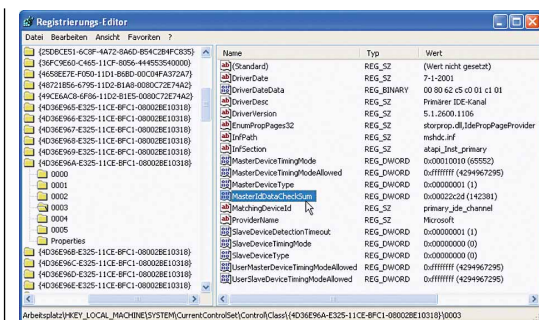 Registrierungs-Editor
Datei Bearbeiten Ansicht Favoriten ?
{25DBCE51-6C8F-4A72-8A6D-B54C2B4FC835}
{36FC9E60-C465-11CF-8056-444553540000}
{4658EE7E-F050-11D1-B6BD-00C04FA372A7}
{48721B56-6795-11D2-B1A8-0080C72E74A2}
{49CE6AC8-6F86-11D2-B1E5-0080C72E74A2}
{4D36E965-E325-11CE-BFC1-08002BE10318}
{4D36E966-E325-11CE-BFC1-08002BE10318}
{4D36E967-E325-11CE-BFC1-08002BE10318}
{4D36E968-E325-11CE-BFC1-08002BE10318}
{4D36E969-E325-11CE-BFC1-08002BE10318}
{4D36E96A-E325-11CE-BFC1-08002BE10318}
0000
0001
0002
0003
0004
0005
Properties
{4D36E96B-E325-11CE-BFC1-08002BE10318}
{4D36E96C-E325-11CE-BFC1-08002BE10318}
{4D36E96D-E325-11CE-BFC1-08002BE10318}
{4D36E96E-E325-11CE-BFC1-08002BE10318}
Name Typ Wert
(Standard) REG_SZ (Wert nicht gesetzt)
DriverDate REG_SZ 7-1-2001
DriverDateData REG_BINARY 00 80 62 c5 c0 01 c1 01
DriverDesc REG_SZ Primärer IDE-Kanal
DriverVersion REG_SZ 5.1.2600.1106
EnumPropPages32 REG_SZ storprop.dll,IdePropPageProvider
InfPath REG_SZ mshdc.inf
InfSection REG_SZ atapi_Inst_primary
MasterDeviceTimingMode REG_DWORD 0x00010010 (65552)
MasterDeviceTimingModeAllowed REG_DWORD 0xffffffff (4294967295)
MasterDeviceType REG_DWORD 0x00000001 (1)
MasterIdDataCheckSum REG_DWORD 0x00022c2d (142381)
MatchingDeviceId REG_SZ primary_ide_channel
ProviderName REG_SZ Microsoft
SlaveDeviceDetectionTimeout REG_DWORD 0x00000001 (1)
SlaveDeviceTimingMode REG_DWORD 0x00000000 (0)
SlaveDeviceType REG_DWORD 0x00000000 (0)
UserMasterDeviceTimingModeAllowed REG_DWORD 0xffffffff (4294967295)
UserSlaveDeviceTimingModeAllowed REG_DWORD 0xffffffff (4294967295)
Arbeitsplatz\HKEY_LOCAL_MACHINE\SYSTEM\CurrentControlSet\Control\Class\{4D36E96A-E325-11CE-BFC1-08002BE10318}\0003